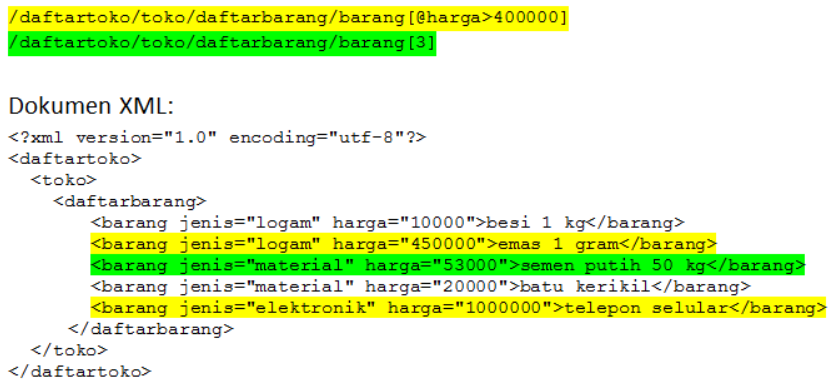 /daftartoko/toko/daftarbarang/barang[@harga>400000]
/daftartoko/toko/daftarbarang/barang[3]
Dokumen XML:
<?xml version="1.0" encoding="utf-8"?>
<daftartoko>
  <toko>
    <daftarbarang>
       <barang jenis="logam" harga="10000">besi 1 kg</barang>
       <barang jenis="logam" harga="450000">emas 1 gram</barang>
       <barang jenis="material" harga="53000">semen putih 50 kg</barang>
       <barang jenis="material" harga="20000">batu kerikil</barang>
       <barang jenis="elektronik" harga="1000000">telepon selular</barang>
     </daftarbarang>
  </toko>
</daftartoko>